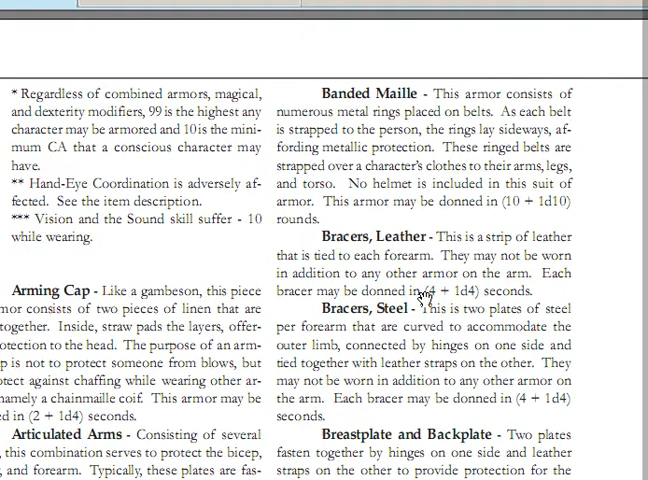 * Regardless of combined armors, magical,
and dexterity modifiers, 99 is the highest any
character may be armored and 10 is the mini-
mum CA that a conscious character may
have.
** Hand-Eye Coordination is adversely af-
fected. See the item description.
*** Vision and the Sound skill suffer - 10
while wearing.
Arming Cap - Like a gambeson, this piece
mor consists of two pieces of linen that are
together. Inside, straw pads the layers, offer-
otection to the head. The purpose of an arm-
p is not to protect someone from blows, but
otect against chaffing while wearing other ar-
namely a chainmaille coif. This armor may be
ed in (2 + 1d4) seconds.
Articulated Arms - Consisting of several
, this combination serves to protect the bicep,
, and forearm. Typically, these plates are fas-
Banded Maille - This armor consists of
numerous metal rings placed on belts. As each belt
is strapped to the person, the rings lay sideways, af-
fording metallic protection. These ringed belts are
strapped over a character's clothes to their arms, legs,
and torso. No helmet is included in this suit of
armor. This armor may be donned in (10 + 1d10)
rounds.
Bracers, Leather - This is a strip of leather
that is tied to each forearm. They may not be worn
in addition to any other armor on the arm. Each
bracer may be donned in (4 + 1d4) seconds.
Bracers, Steel - This is two plates of steel
per forearm that are curved to accommodate the
outer limb, connected by hinges on one side and
tied together with leather straps on the other. They
may not be worn in addition to any other armor on
the arm. Each bracer may be donned in (4 + 1d4)
seconds.
Breastplate and Backplate - Two plates
fasten together by hinges on one side and leather
straps on the other to provide protection for the